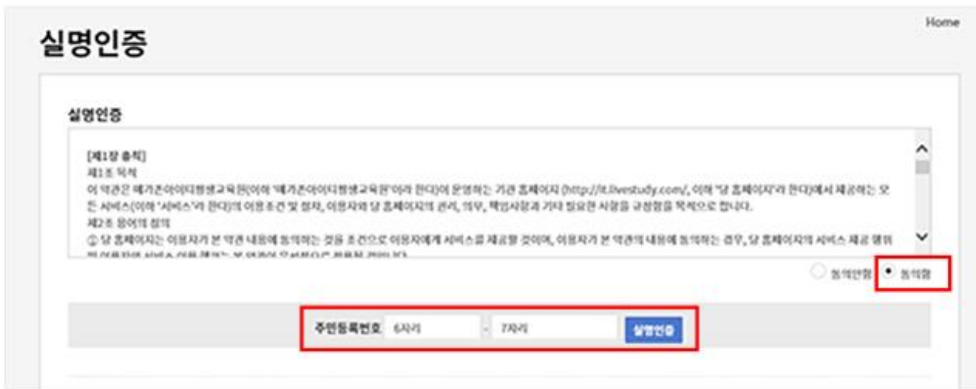 Home
실명인증
실명인증
[제1장 총칙]
제1조 목적
이 약관은 메가존아이티평생교육원(이하 '메가존아이티평생교육원'이라 한다)이 운영하는 기관 홈페이지 (http://it.livestudy.com/, 이하 "당 홈페이지'라 한다)에서 제공하는 모
든 서비스(이하 '서비스'라 한다)의 이용조건 및 절차, 이용자와 당 홈페이지의 권리, 의무, 책임사항과 기타 필요한 사항을 규정함을 목적으로 합니다.
제2조 용어의 정의
① 당 홈페이지는 이용자가 본 약관 내용에 동의하는 것을 조건으로 이용자에게 서비스를 제공할 것이며, 이용자가 본 약관의 내용에 동의하는 경우, 당 홈페이지의 서비스 제공 행위
동의안함 동의함
주민등록번호 6자리 - 7자리 실명인증